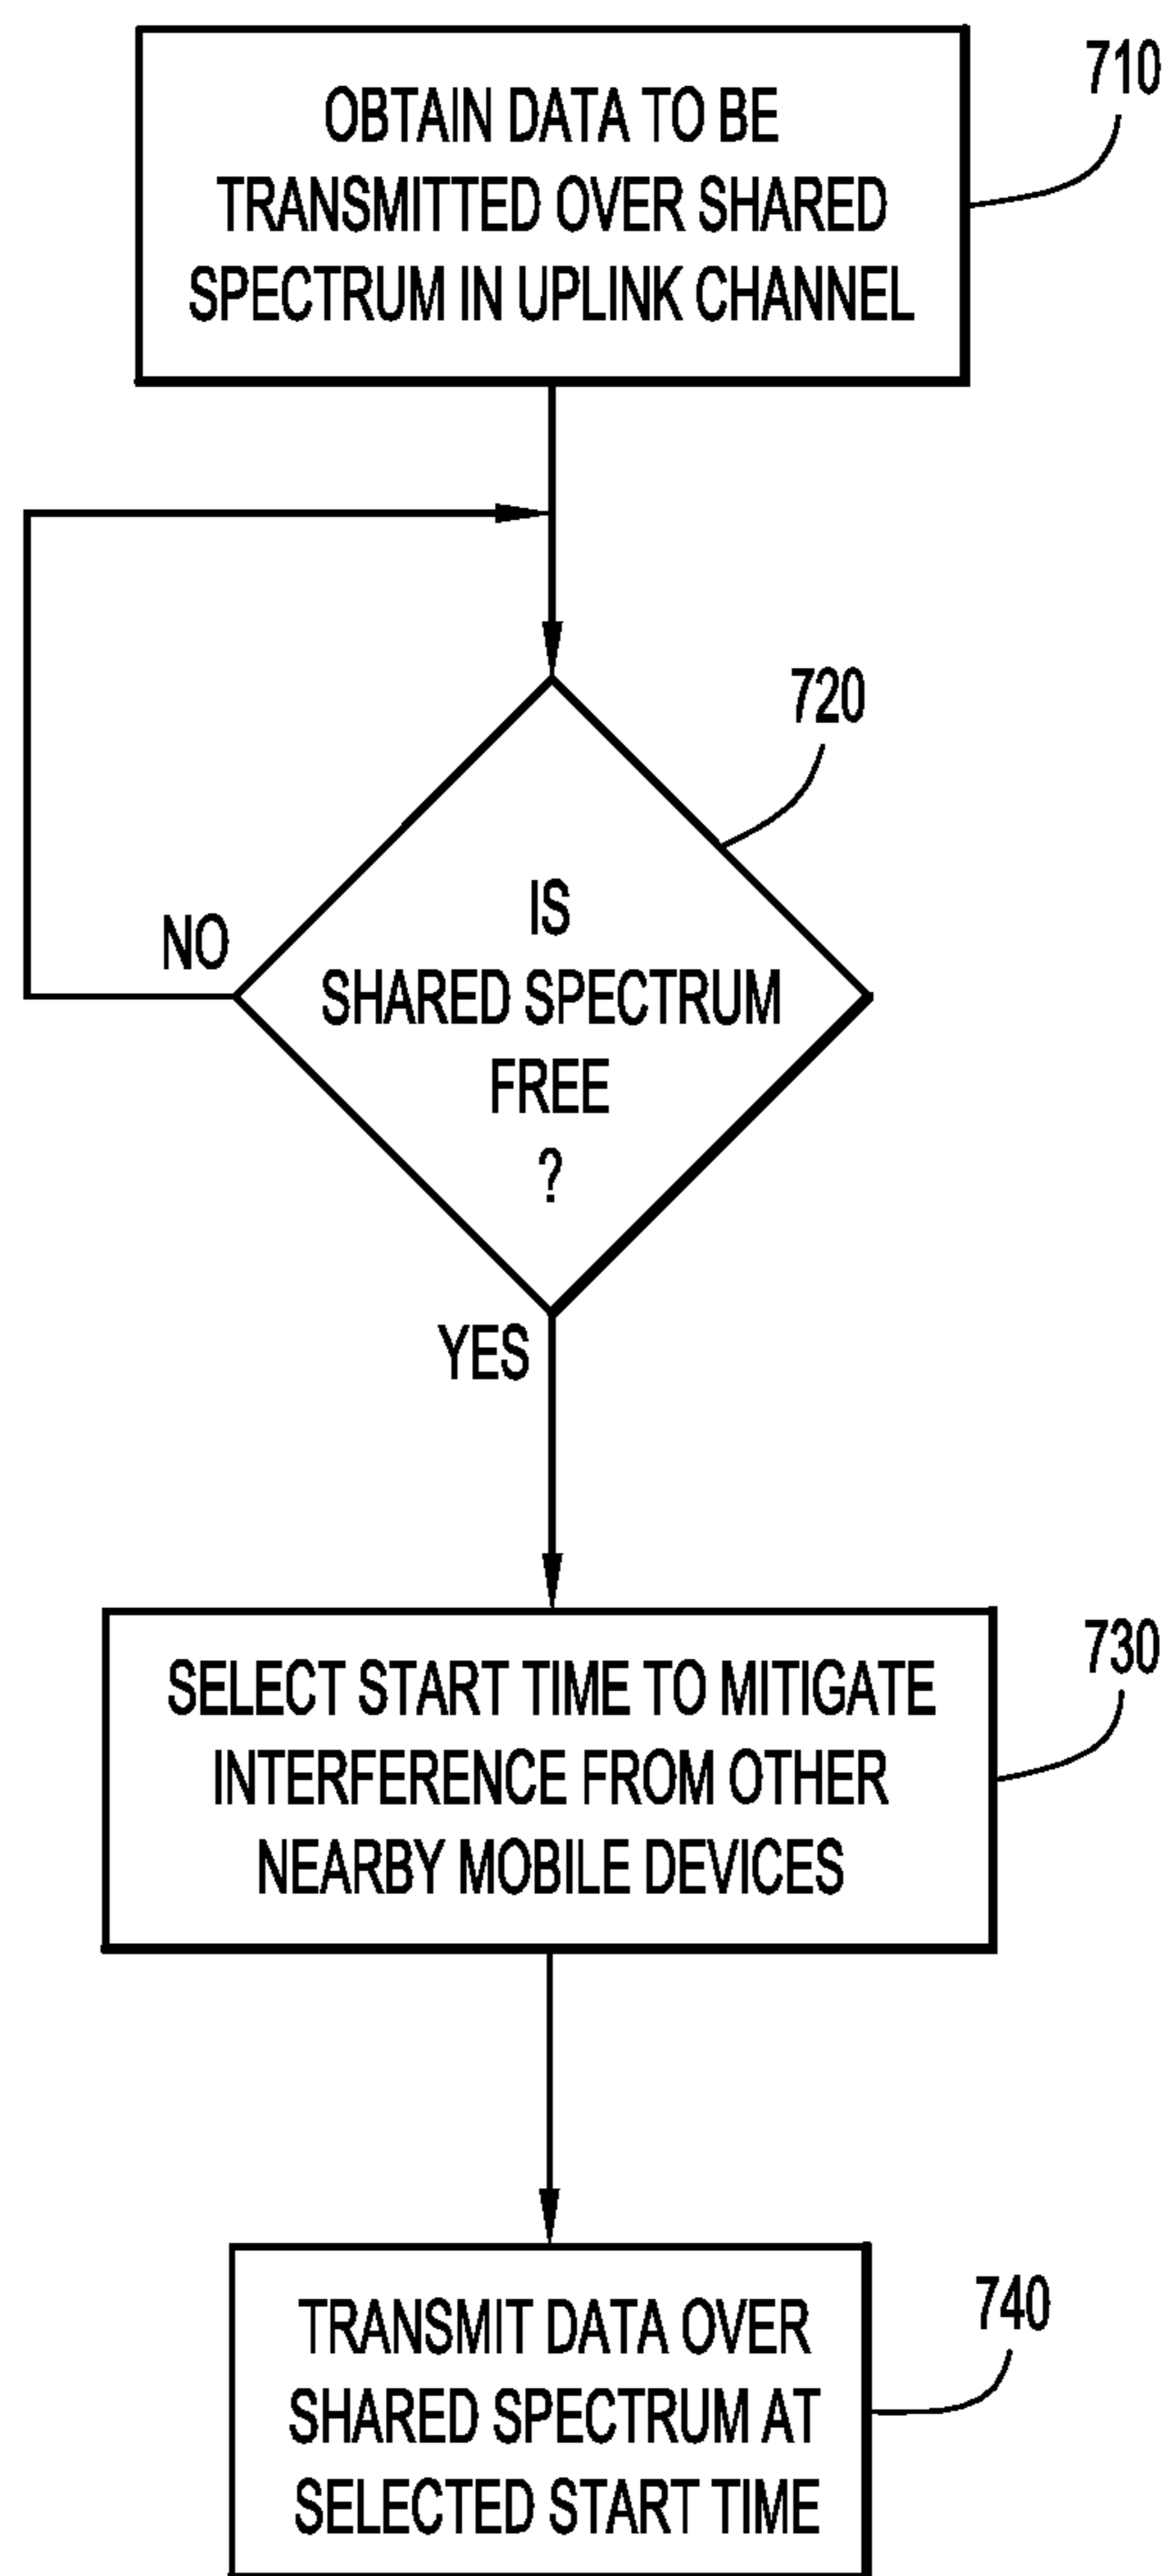 710
OBTAIN DATA TO BE
TRANSMITTED OVER SHARED
SPECTRUM IN UPLINK CHANNEL
720
NO
IS
SHARED SPECTRUM
FREE
?
YES
730
SELECT START TIME TO MITIGATE
INTERFERENCE FROM OTHER
NEARBY MOBILE DEVICES
740
TRANSMIT DATA OVER
SHARED SPECTRUM AT
SELECTED START TIME